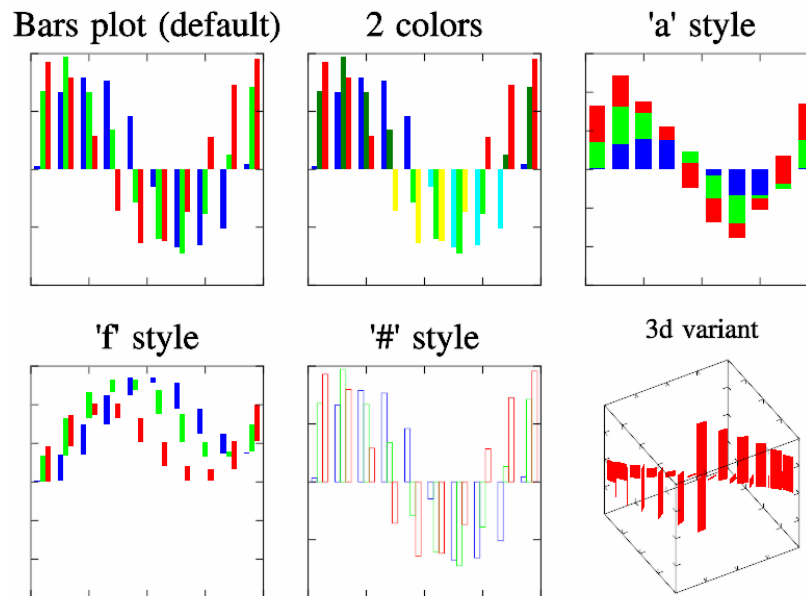 Bars plot (default)
2 colors
'a' style
'f' style
'#' style
3d variant